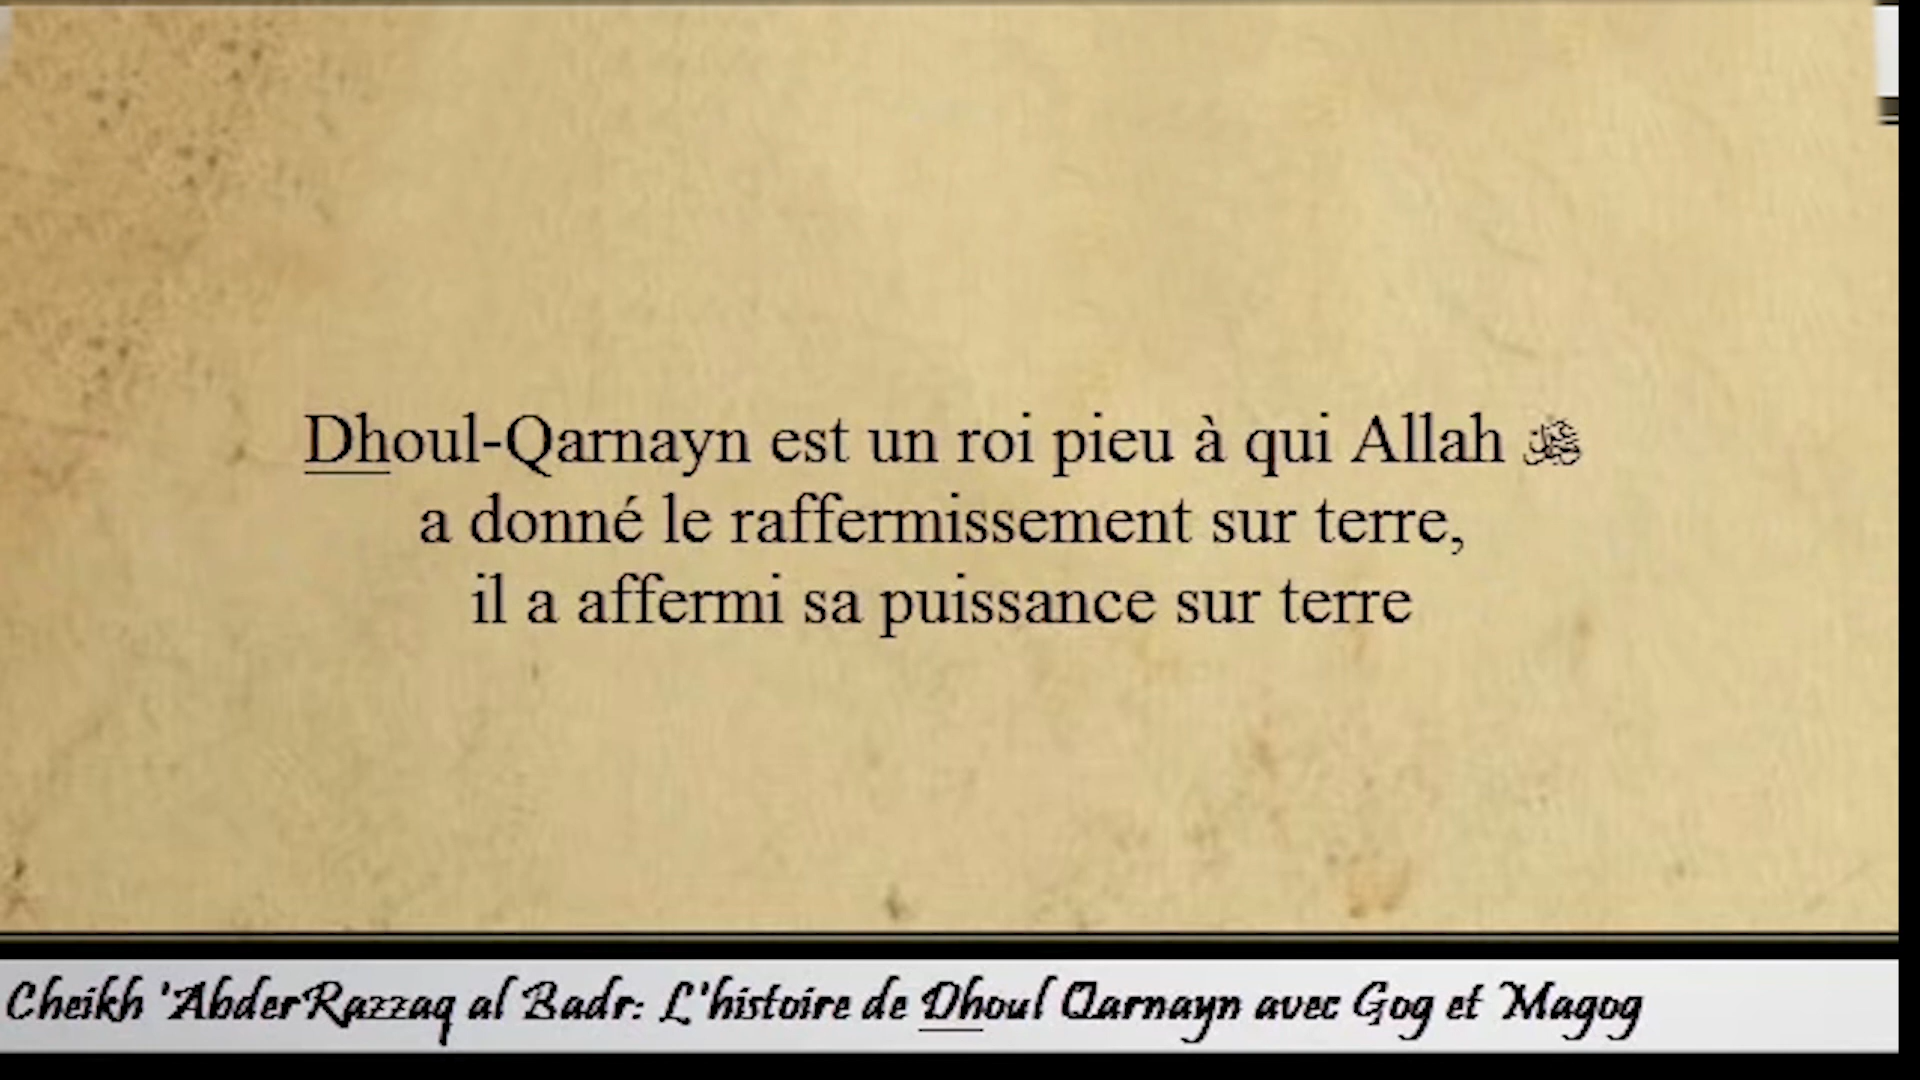 Dhoul-Qarnayn est un roi pieu à qui Allah ﷻ
a donné le raffermissement sur terre,
il a affermi sa puissance sur terre
Cheikh 'AbderRazzaq al Badr: L'histoire de Dhoul Qarnayn avec Gog et Magog